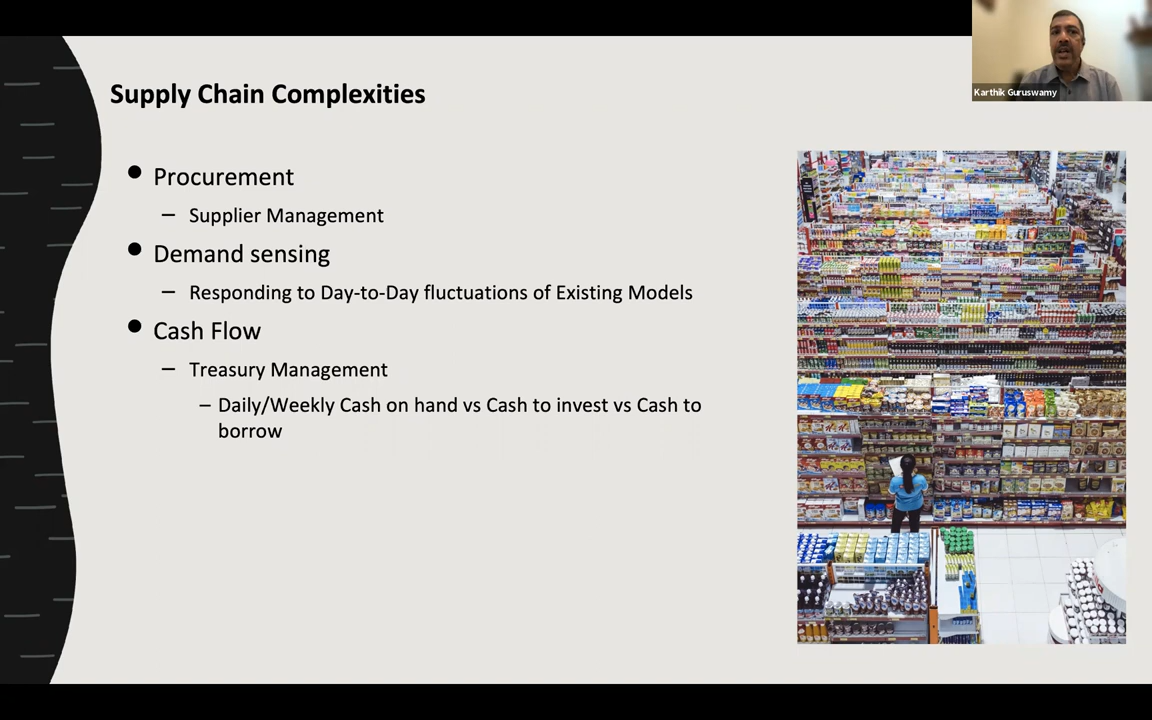 Supply Chain Complexities
Karthik Guruswamy
• Procurement
– Supplier Management
• Demand sensing
– Responding to Day-to-Day fluctuations of Existing Models
• Cash Flow
– Treasury Management
– Daily/Weekly Cash on hand vs Cash to invest vs Cash to
borrow